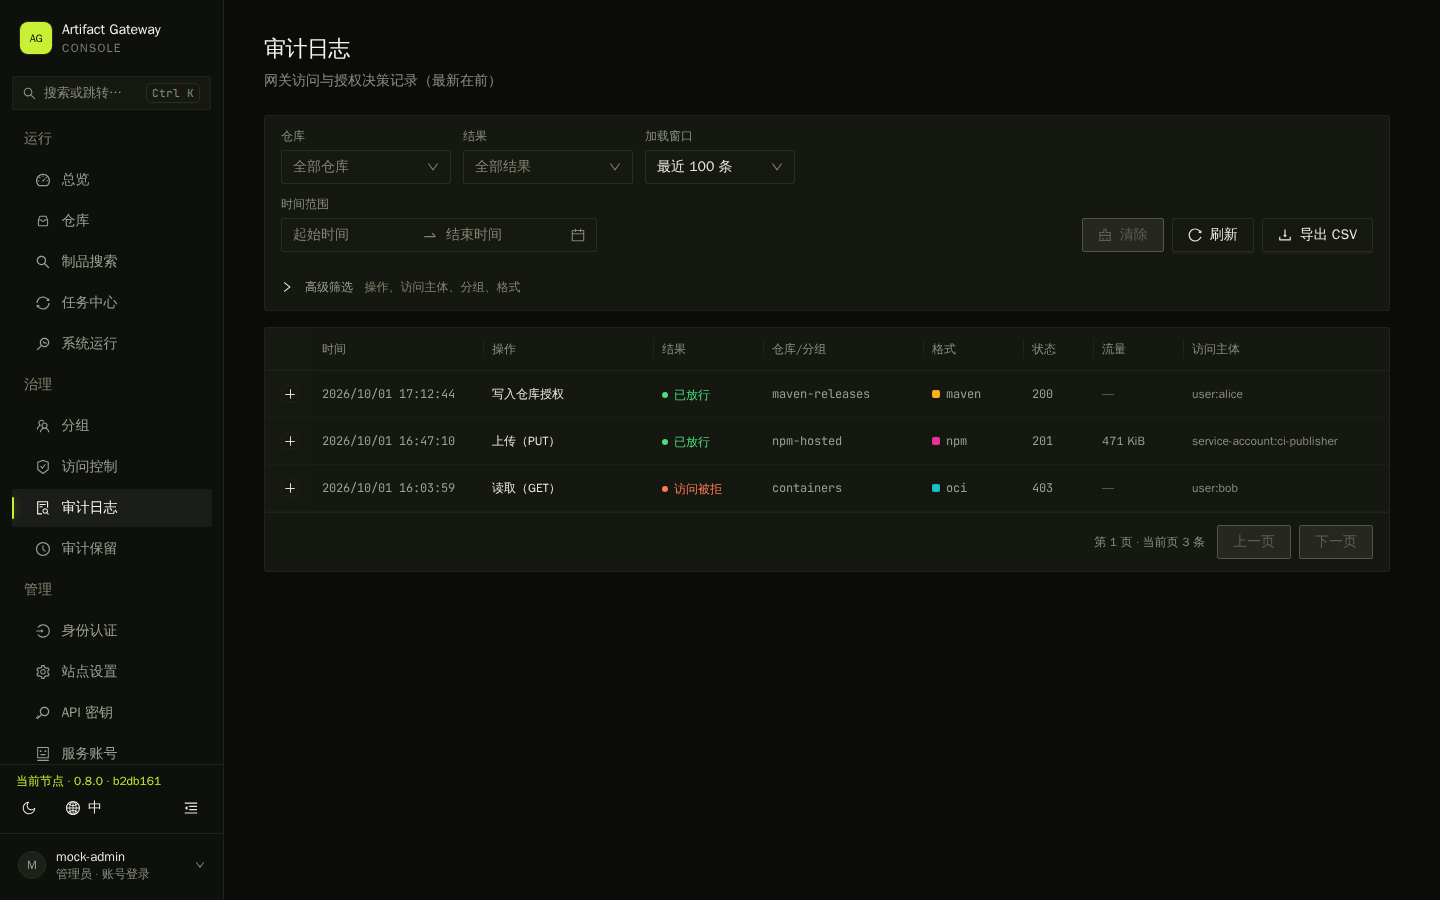 AG
Artifact Gateway
CONSOLE
搜索或跳转… Ctrl K
运行
总览
仓库
制品搜索
任务中心
系统运行
治理
分组
访问控制
审计日志
审计保留
管理
身份认证
站点设置
API 密钥
服务账号
当前节点 · 0.8.0 · b2db161
中
M
mock-admin
管理员 · 账号登录
审计日志
网关访问与授权决策记录（最新在前）
仓库 结果 加载窗口
全部仓库 全部结果 最近 100 条
时间范围
起始时间 结束时间 清除 刷新 导出 CSV
高级筛选 操作、访问主体、分组、格式
时间 操作 结果 仓库/分组 格式 状态 流量 访问主体
2026/10/01 17:12:44 写入仓库授权 已放行 maven-releases maven 200 — user:alice
2026/10/01 16:47:10 上传（PUT） 已放行 npm-hosted npm 201 471 KiB service-account:ci-publisher
2026/10/01 16:03:59 读取（GET） 访问被拒 containers oci 403 — user:bob
第 1 页 · 当前页 3 条 上一页 下一页